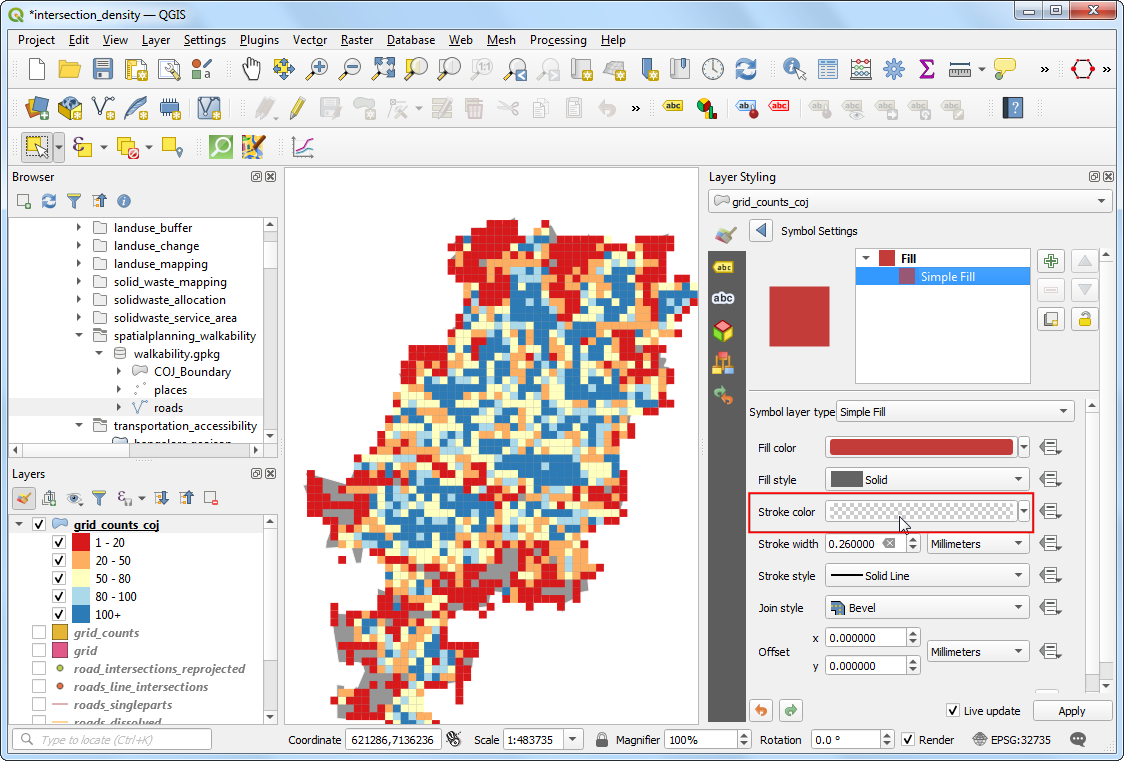 *intersection_density — QGIS
Project Edit View Layer Settings Plugins Vector Raster Database Web Mesh Processing Help
Browser
landuse_buffer
landuse_change
landuse_mapping
solid_waste_mapping
solidwaste_allocation
solidwaste_service_area
spatialplanning_walkability
walkability.gpkg
COJ_Boundary
places
roads
transportation_accessibility
Layers
grid_counts_coj
1 - 20
20 - 50
50 - 80
80 - 100
100+
grid_counts
grid
road_intersections_reprojected
roads_line_intersections
roads_singleparts
roads_dissolved
Layer Styling
grid_counts_coj
Symbol Settings
Fill
Simple Fill
Symbol layer type Simple Fill
Fill color
Fill style Solid
Stroke color
Stroke width 0.260000 Millimeters
Stroke style Solid Line
Join style Bevel
Offset x 0.000000 Millimeters
y 0.000000
Live update Apply
Type to locate (Ctrl+K) Coordinate 621286,7136236 Scale 1:483735 Magnifier 100% Rotation 0.0 ° Render EPSG:32735